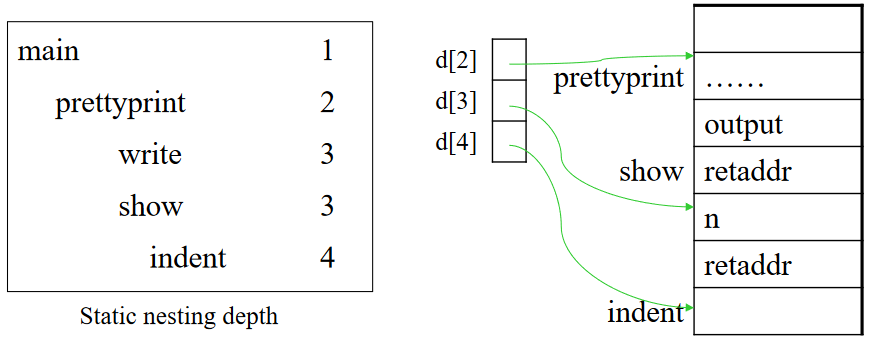 main 1
prettyprint 2
write 3
show 3
indent 4
Static nesting depth
d[2]
d[3]
d[4]
prettyprint
show
indent
……
output
retaddr
n
retaddr